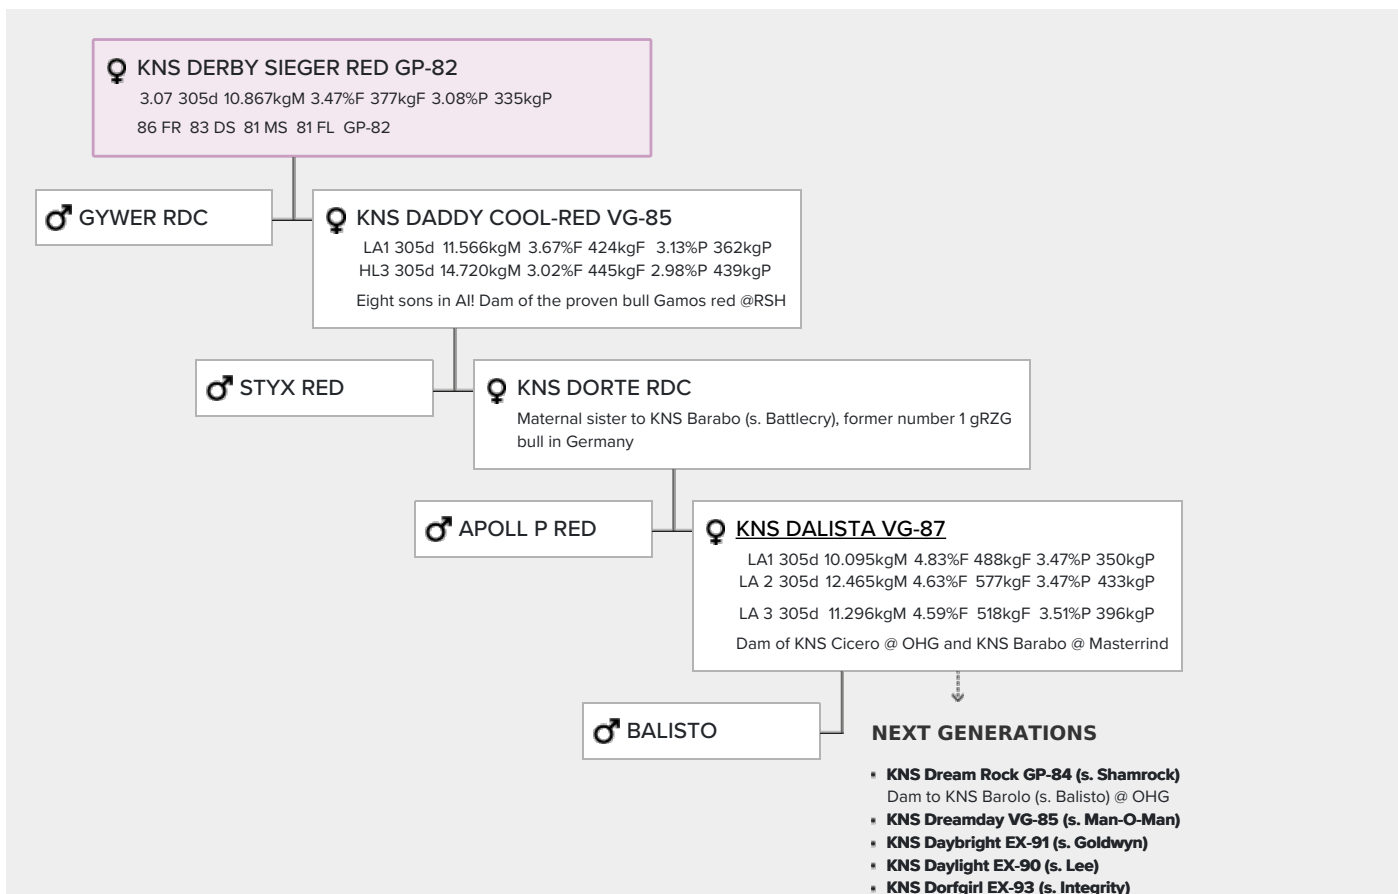 KNS DERBY SIEGER RED GP-82
3.07 305d 10.867kgM 3.47%F 377kgF 3.08%P 335kgP
86 FR 83 DS 81 MS 81 FL GP-82
GYWER RDC
KNS DADDY COOL-RED VG-85
LA1 305d 11.566kgM 3.67%F 424kgF 3.13%P 362kgP
HL3 305d 14.720kgM 3.02%F 445kgF 2.98%P 439kgP
Eight sons in AI! Dam of the proven bull Gamos red @RSH
STYX RED
KNS DORTE RDC
Maternal sister to KNS Barabo (s. Battlecry), former number 1 gRZG
bull in Germany
APOLL P RED
KNS DALISTA VG-87
LA1 305d 10.095kgM 4.83%F 488kgF 3.47%P 350kgP
LA 2 305d 12.465kgM 4.63%F 577kgF 3.47%P 433kgP
LA 3 305d 11.296kgM 4.59%F 518kgF 3.51%P 396kgP
Dam of KNS Cicero @ OHG and KNS Barabo @ Masterrind
BALISTO
NEXT GENERATIONS
KNS Dream Rock GP-84 (s. Shamrock)
Dam to KNS Barolo (s. Balisto) @ OHG
KNS Dreamday VG-85 (s. Man-O-Man)
KNS Daybright EX-91 (s. Goldwyn)
KNS Daylight EX-90 (s. Lee)
KNS Dorfgirl EX-93 (s. Integrity)